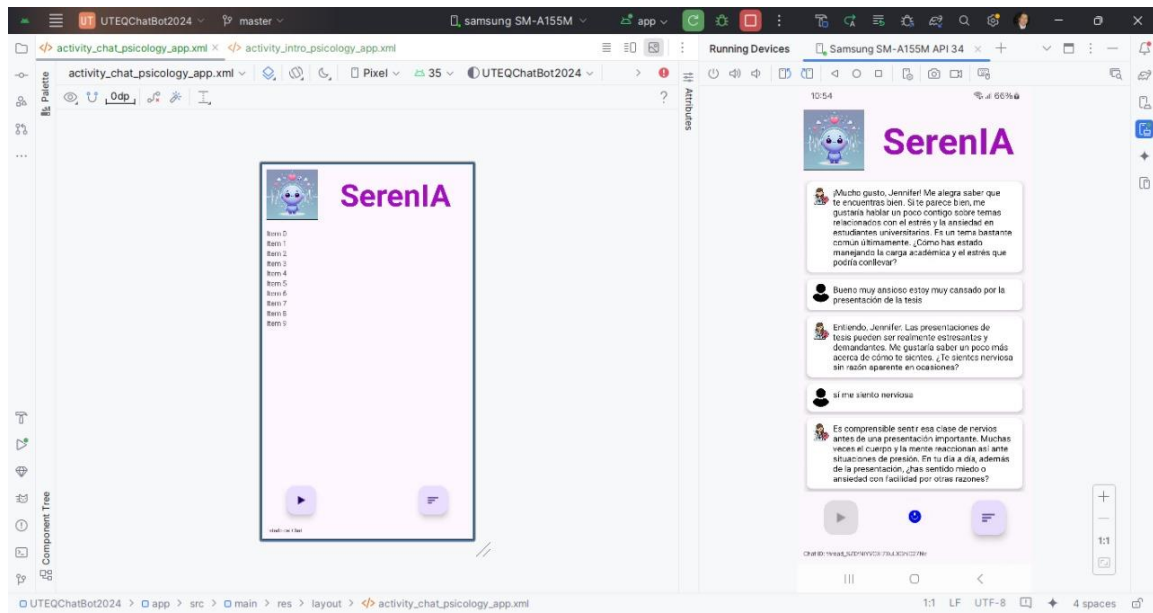 UT UTEQChatBot2024 master samsung SM-A155M app
activity_chat_psicology_app.xml activity_intro_psicology_app.xml
Running Devices Samsung SM-A155M API 34
activity_chat_psicology_app.xml Pixel 35 UTEQChatBot2024
0dp
Palette
Attributes
Component Tree
SerenIA
Item 0
Item 1
Item 2
Item 3
Item 4
Item 5
Item 6
Item 7
Item 8
Item 9
10:54 66%
SerenIA
¡Mucho gusto, Jennifer! Me alegra saber que
te encuentras bien. Si te parece bien, me
gustaría hablar un poco contigo sobre temas
relacionados con el estrés y la ansiedad en
estudiantes universitarios. Es un tema bastante
común últimamente. ¿Cómo has estado
manejando la carga académica y el estrés que
podría conllevar?
Bueno muy ansioso estoy muy cansado por la
presentación de la tesis
Entiendo, Jennifer. Las presentaciones de
tesis pueden ser realmente estresantes y
demandantes. Me gustaría saber un poco más
acerca de cómo te sientes. ¿Te sientes nerviosa
sin razón aparente en ocasiones?
sí me siento nerviosa
Es comprensible sentir esa clase de nervios
antes de una presentación importante. Muchas
veces el cuerpo y la mente reaccionan así ante
situaciones de presión. En tu día a día, además
de la presentación, ¿has sentido miedo o
ansiedad con facilidad por otras razones?
Chat ID:
1:1
UTEQChatBot2024 > app > src > main > res > layout > activity_chat_psicology_app.xml
1:1 LF UTF-8 4 spaces